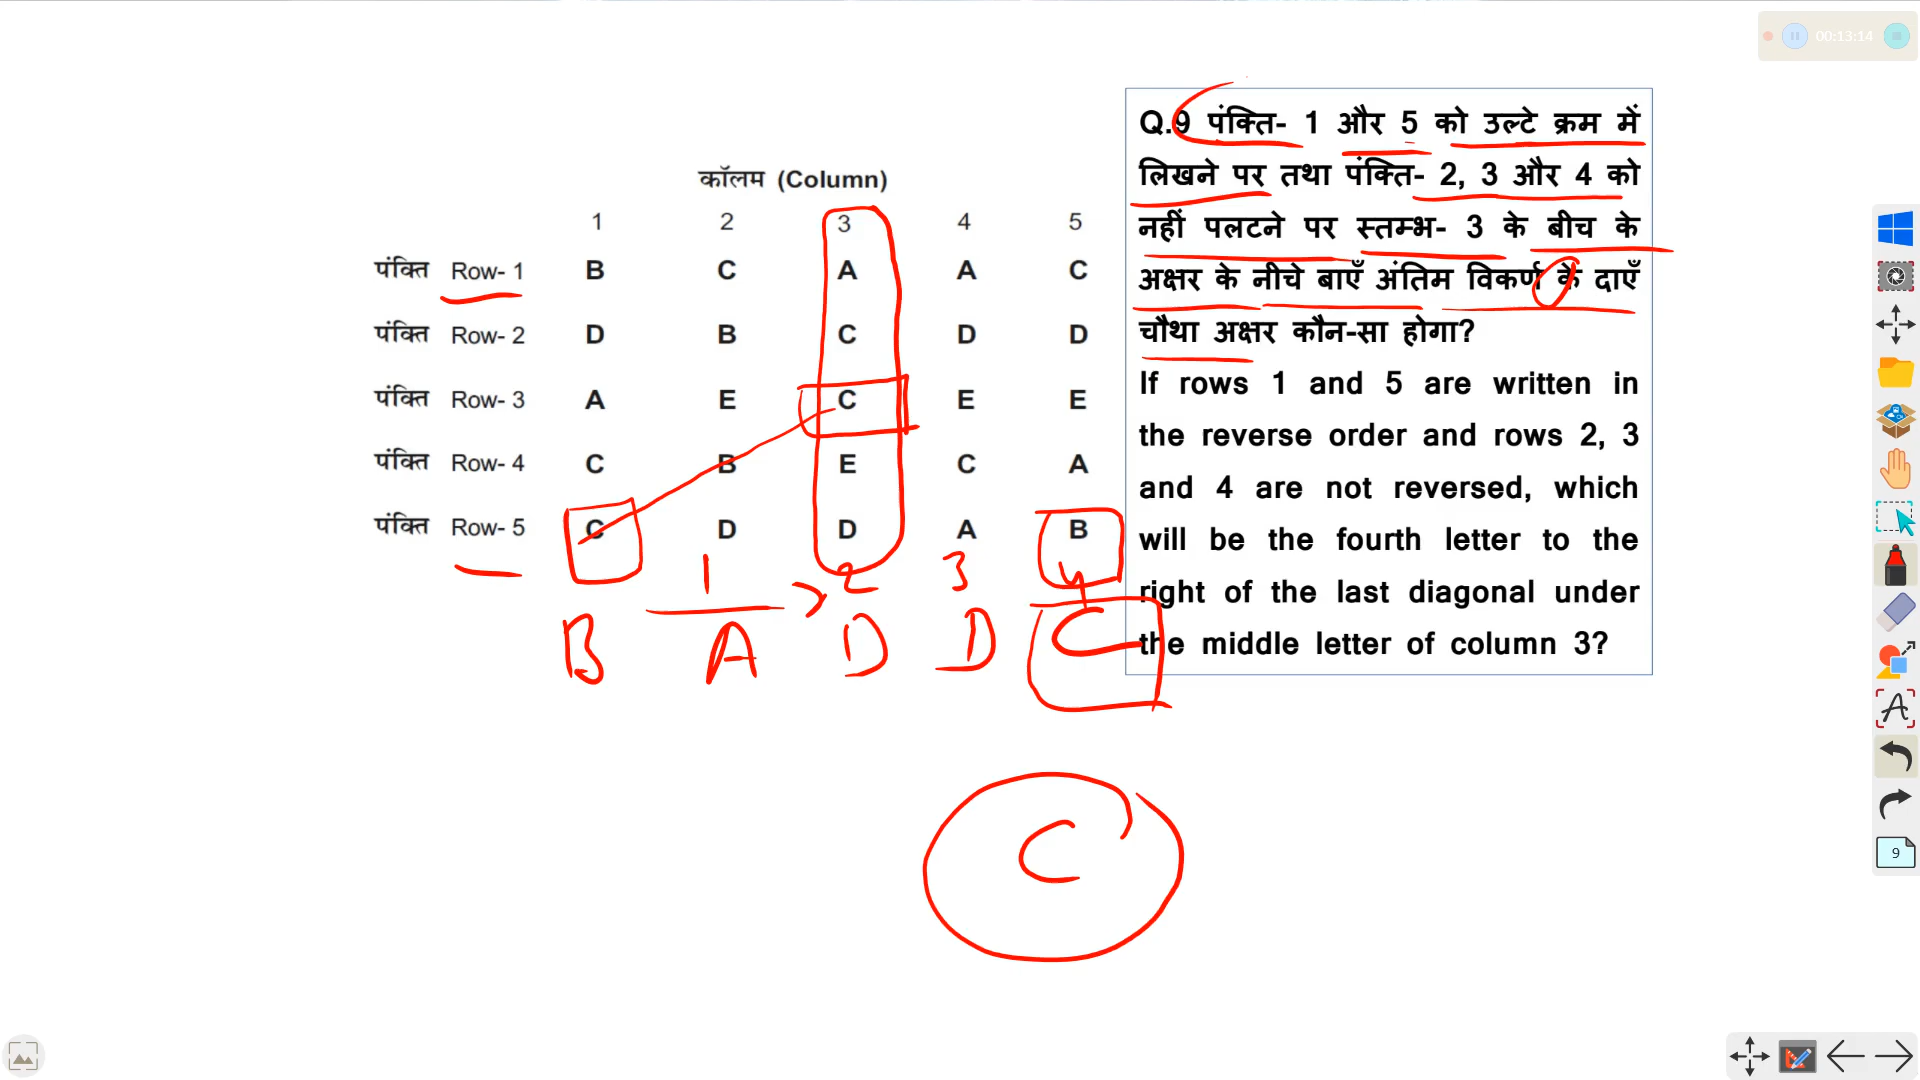 00:13:14
कॉलम (Column)
1 2 3 4 5
पंक्ति Row- 1 B C A A C
पंक्ति Row- 2 D B C D D
पंक्ति Row- 3 A E C E E
पंक्ति Row- 4 C B E C A
पंक्ति Row- 5 C D D A B
1 2 3 4
B A D D C
C
Q.9 पंक्ति- 1 और 5 को उल्टे क्रम में
लिखने पर तथा पंक्ति- 2, 3 और 4 को
नहीं पलटने पर स्तम्भ- 3 के बीच के
अक्षर के नीचे बाएँ अंतिम विकर्ण के दाएँ
चौथा अक्षर कौन-सा होगा?
If rows 1 and 5 are written in
the reverse order and rows 2, 3
and 4 are not reversed, which
will be the fourth letter to the
right of the last diagonal under
the middle letter of column 3?
9